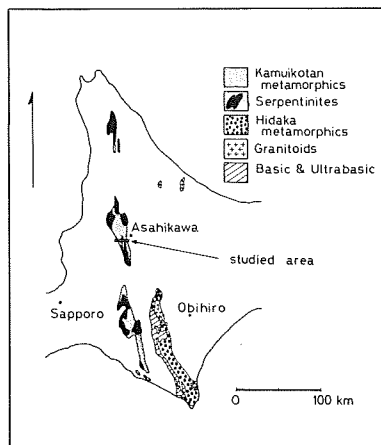 Kamuikotan
metamorphics
Serpentinites
Hidaka
metamorphics
Granitoids
Basic & Ultrabasic
Asahikawa
studied area
Sapporo
Obihiro
0 100 km